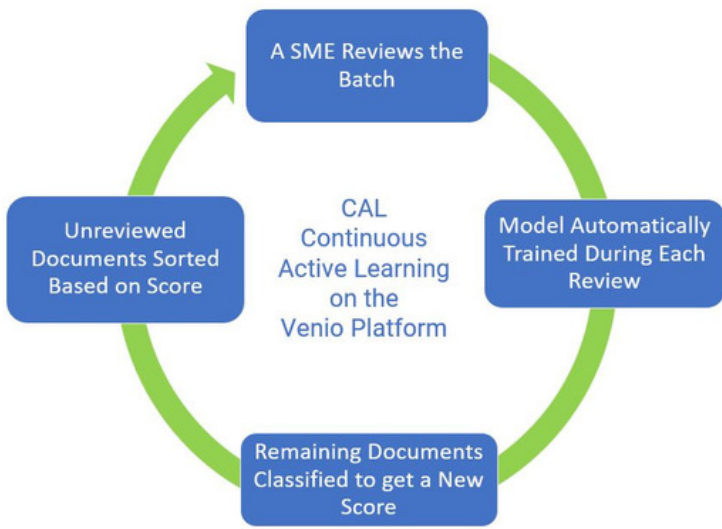 A SME Reviews the
Batch
Model Automatically
Trained During Each
Review
Remaining Documents
Classified to get a New
Score
Unreviewed
Documents Sorted
Based on Score
CAL
Continuous
Active Learning
on the
Venio Platform